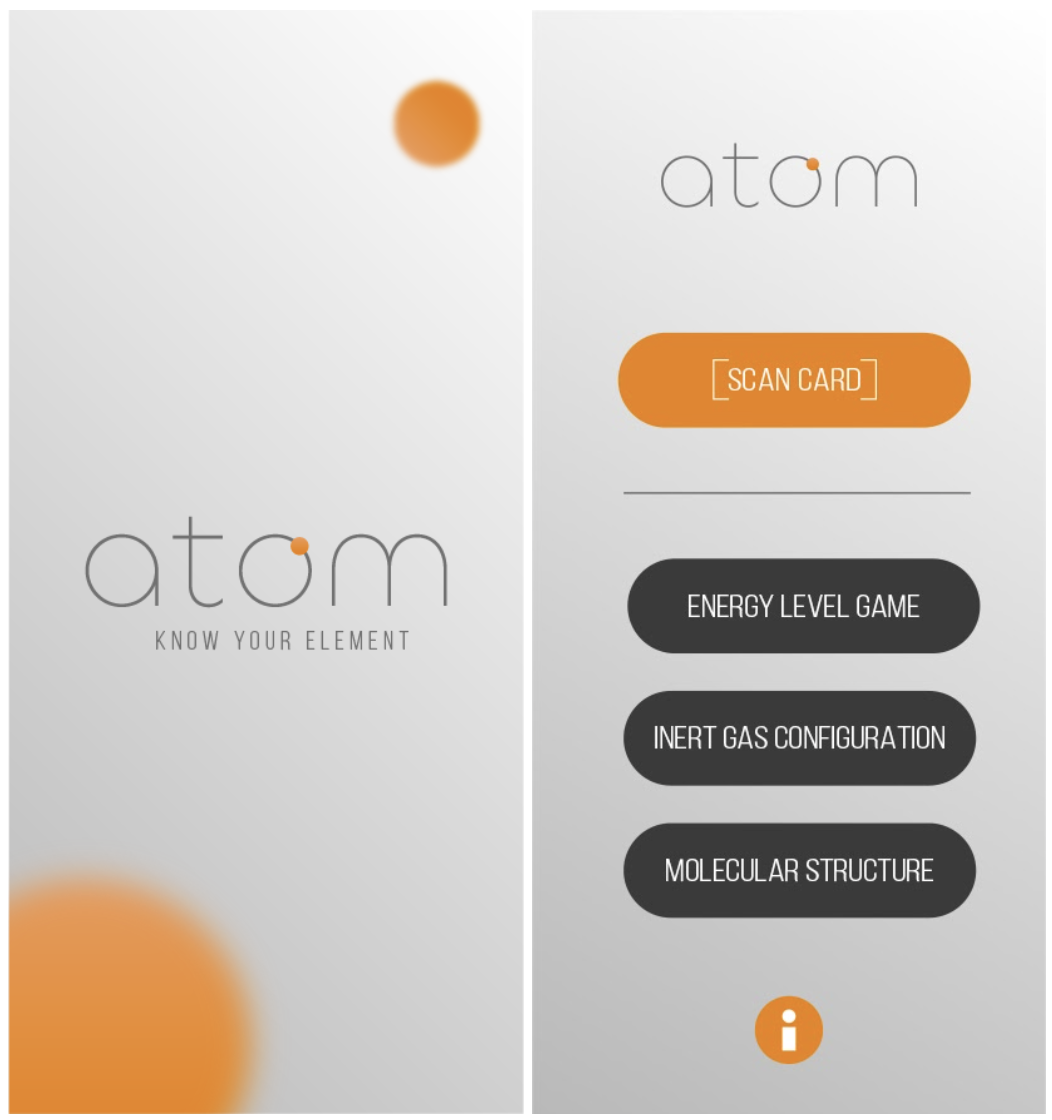 atom
KNOW YOUR ELEMENT
atom
[SCAN CARD]
ENERGY LEVEL GAME
INERT GAS CONFIGURATION
MOLECULAR STRUCTURE
i